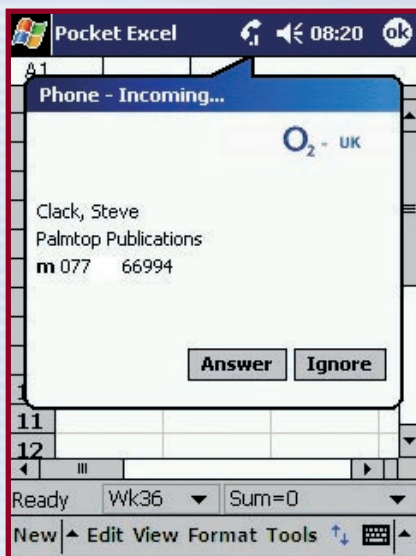 Pocket Excel 08:20 ok
A1
Phone - Incoming...
O2 - UK
Clack, Steve
Palmtop Publications
m 077 66994
Answer Ignore
11
12
Ready Wk36 Sum=0
New Edit View Format Tools